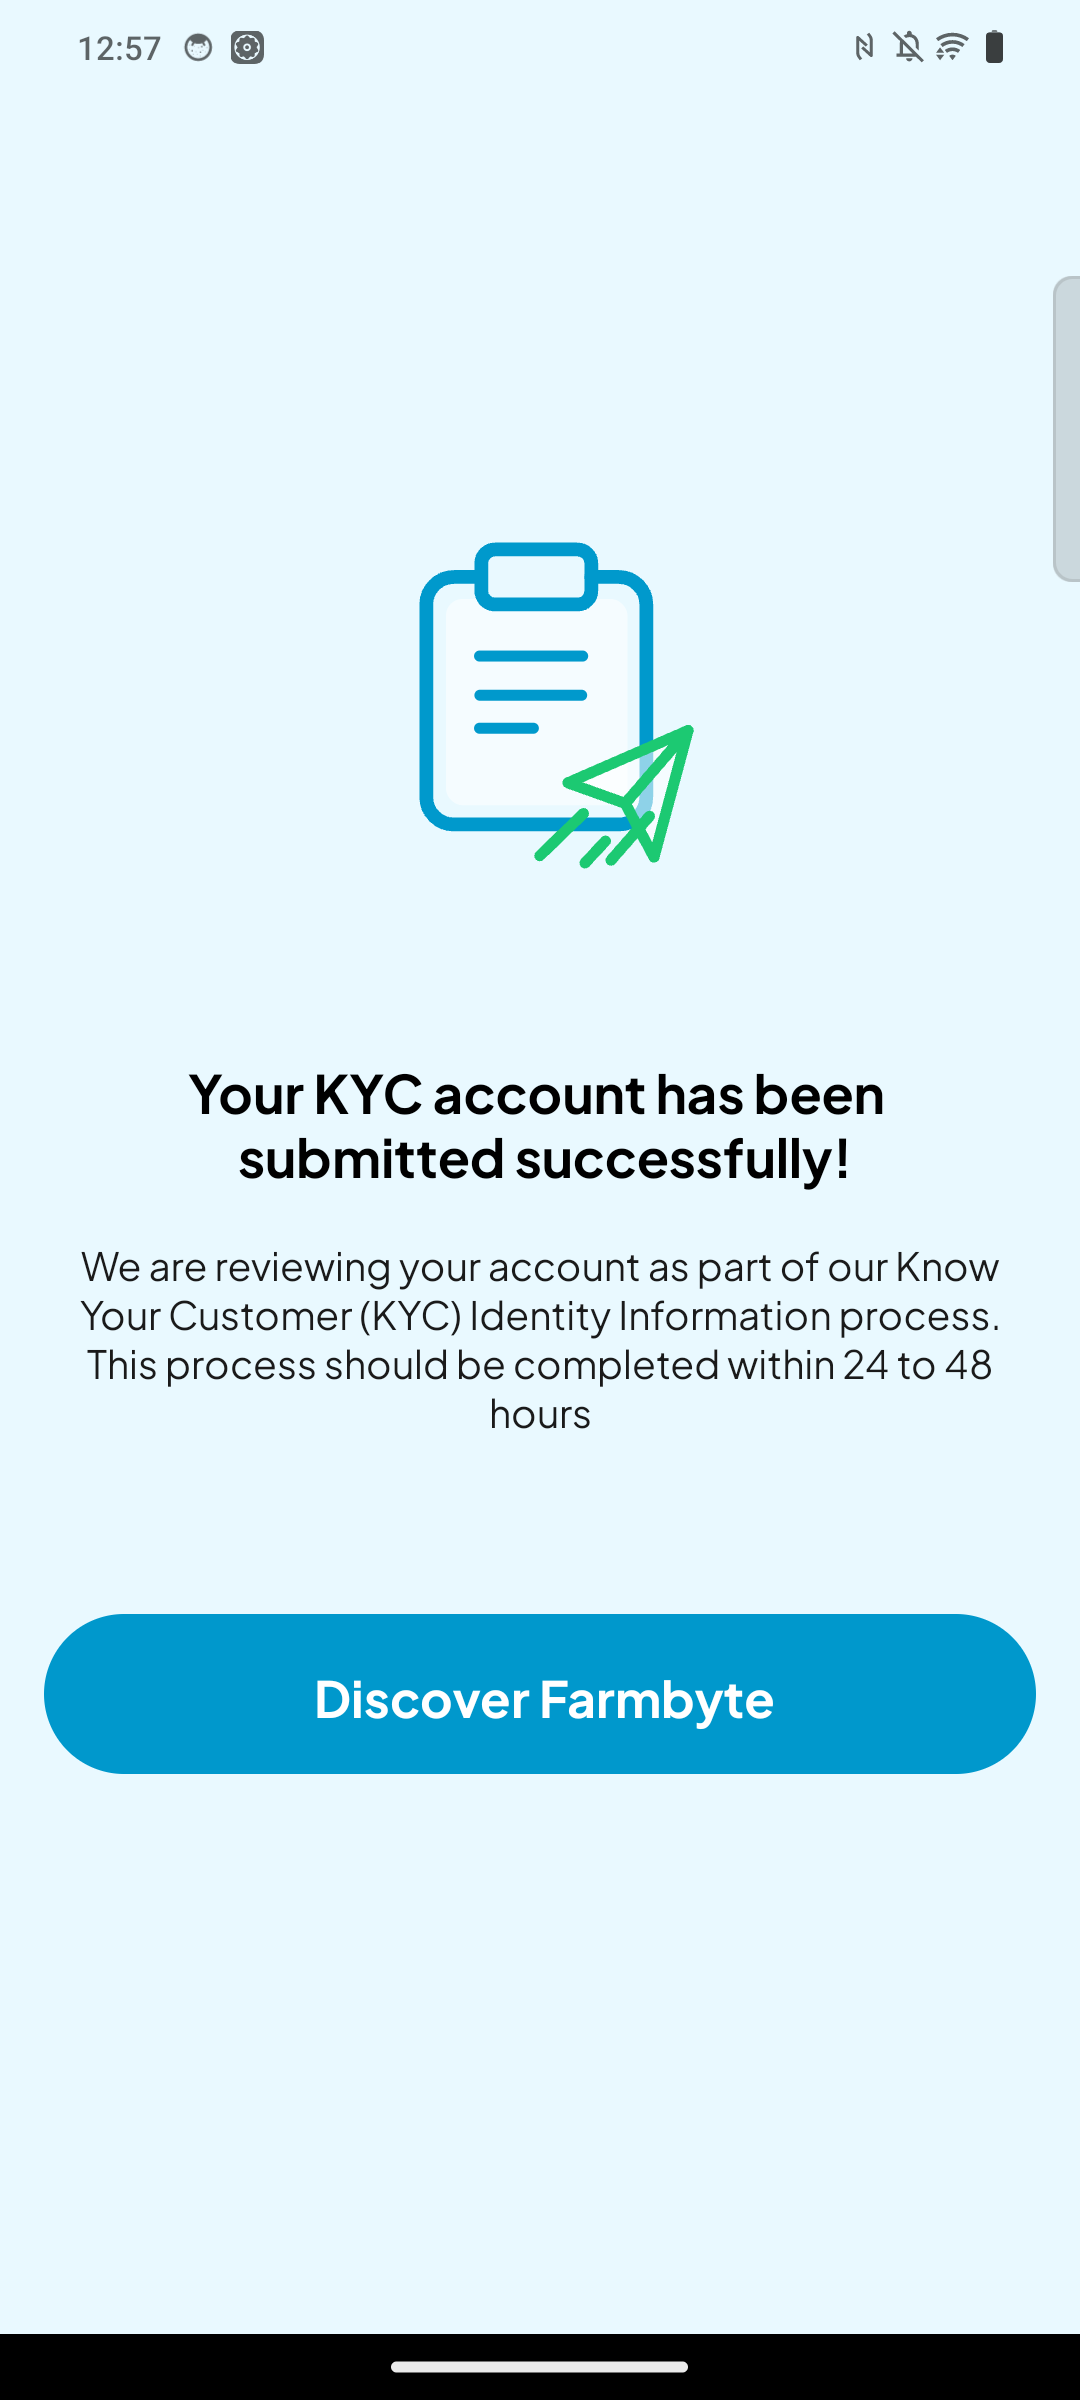 12:57
Your KYC account has been
submitted successfully!
We are reviewing your account as part of our Know
Your Customer (KYC) Identity Information process.
This process should be completed within 24 to 48
hours
Discover Farmbyte